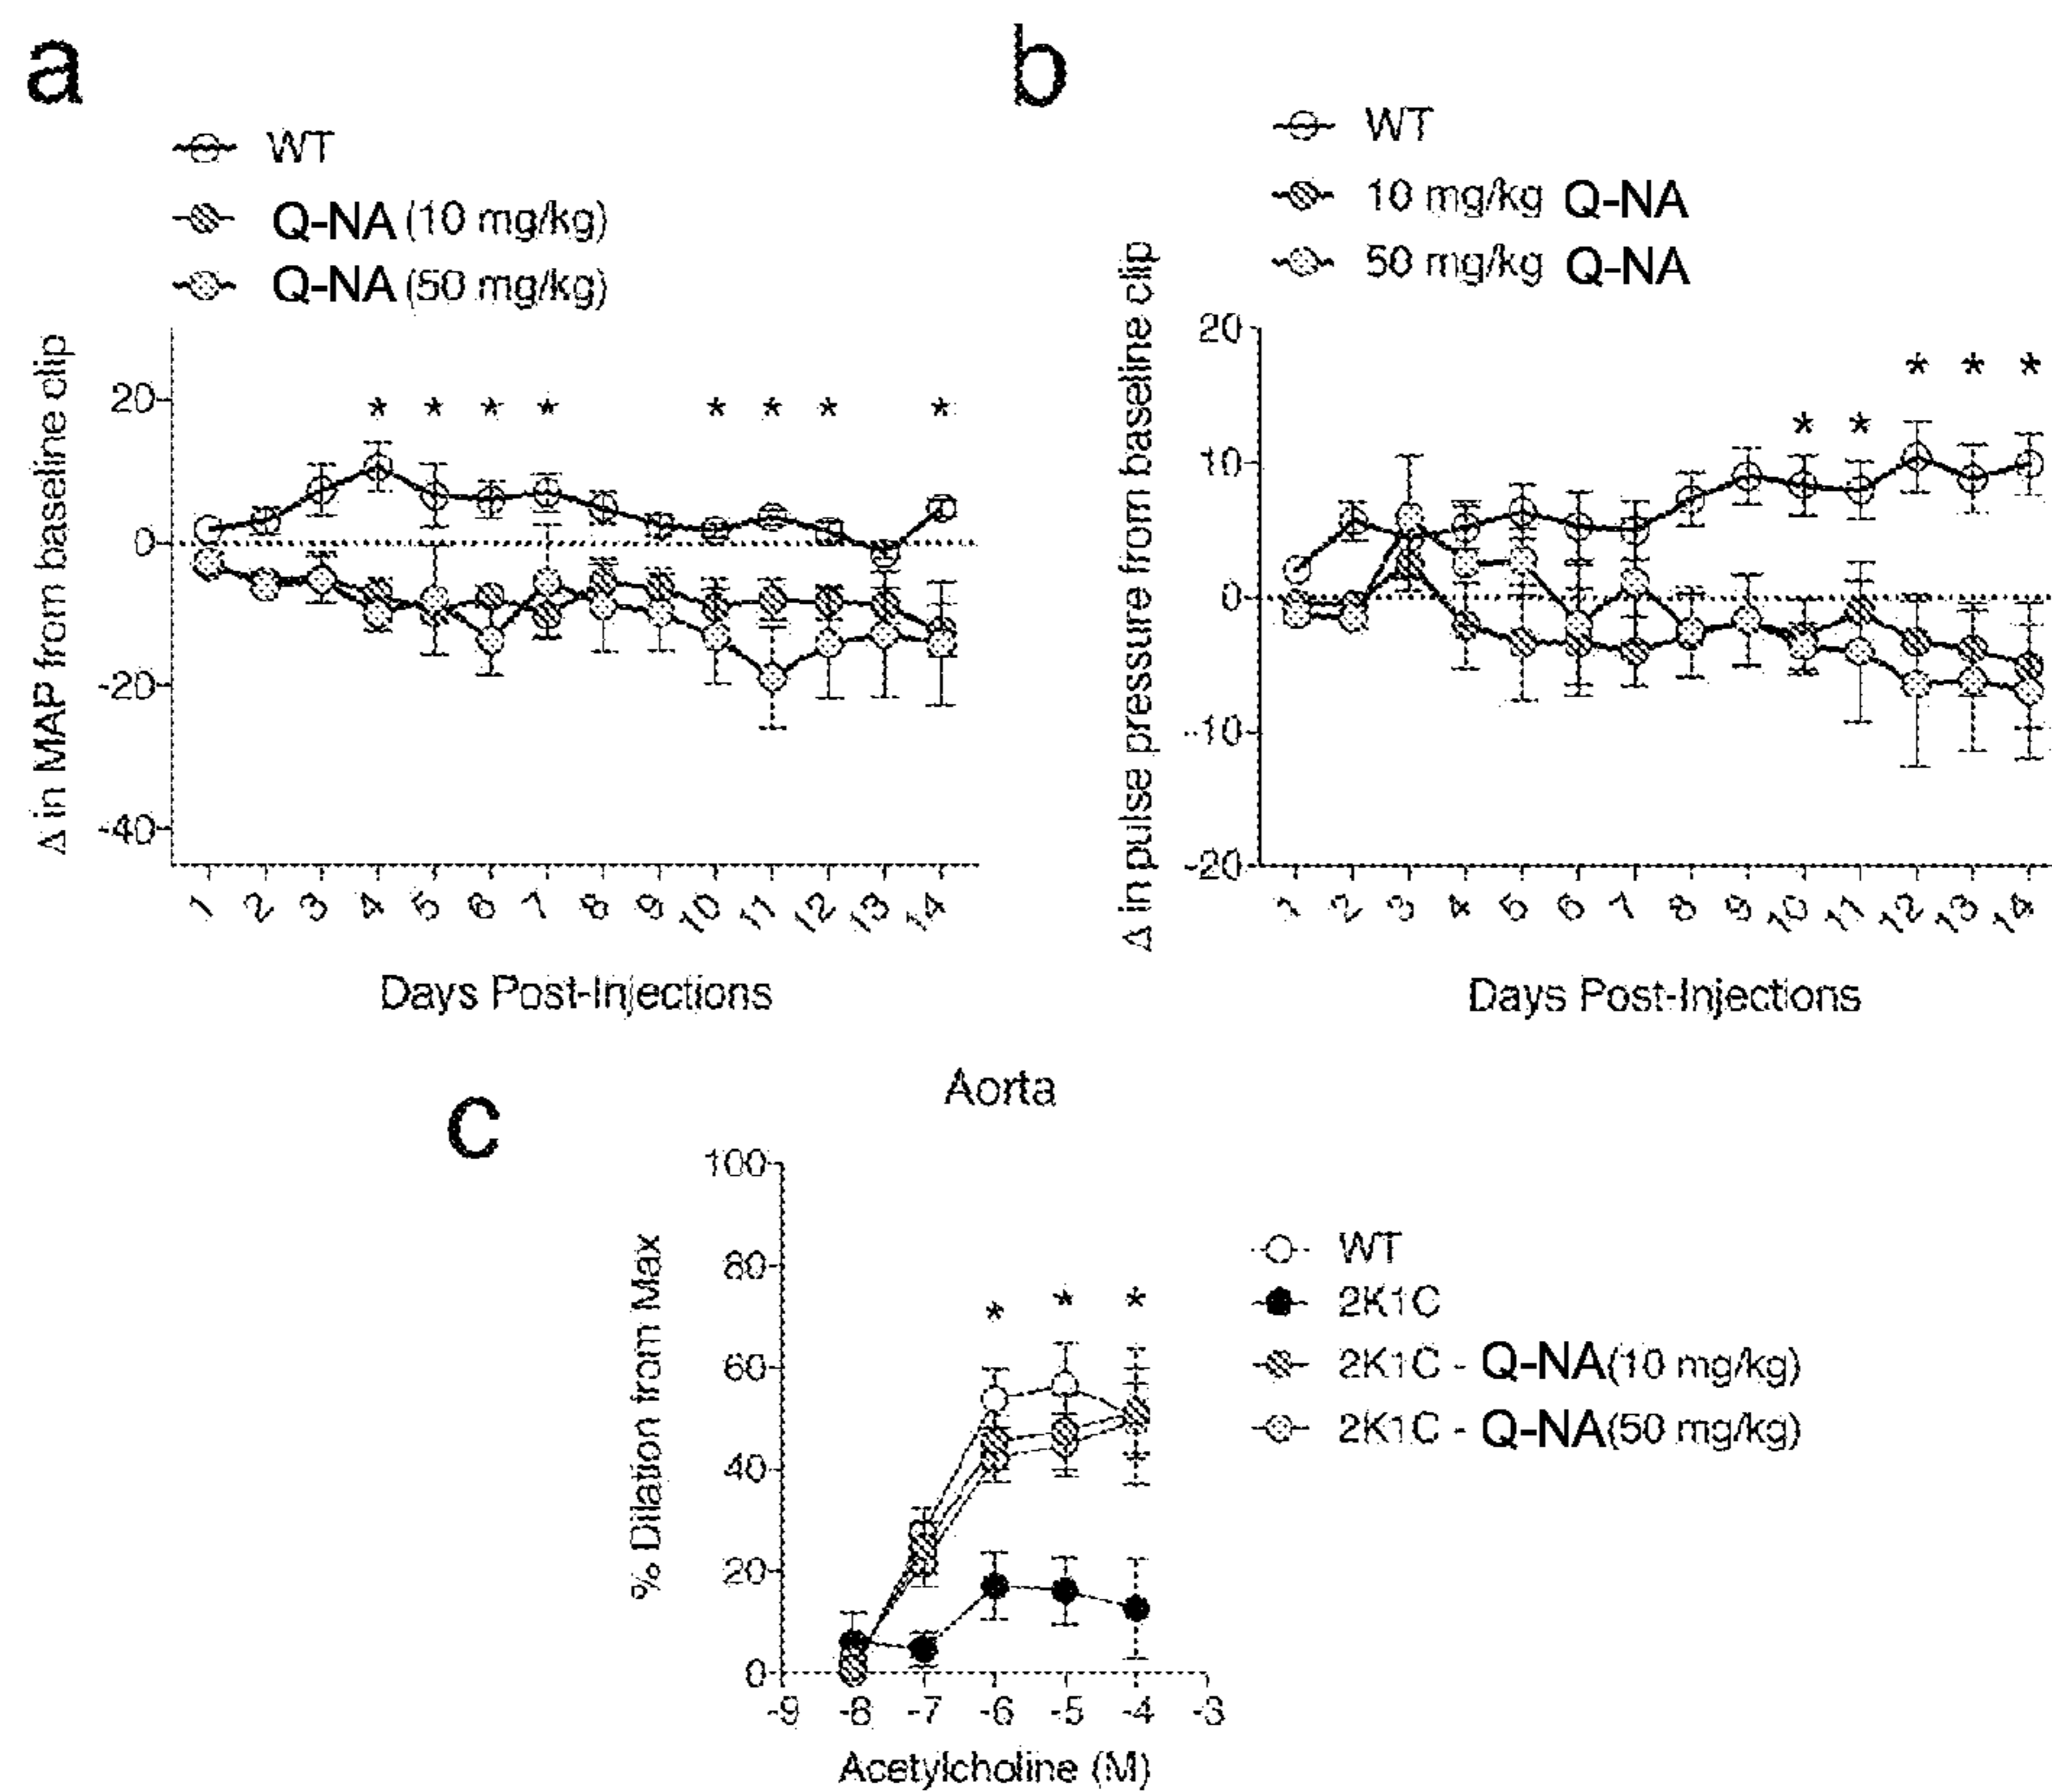 a
WT
Q-NA (10 mg/kg)
Q-NA (50 mg/kg)
Δ in MAP from baseline clip
20
0
-20
-40
* * * * * * * *
1 2 3 4 5 6 7 8 9 10 11 12 13 14
Days Post-Injections
b
WT
10 mg/kg Q-NA
50 mg/kg Q-NA
Δ in pulse pressure from baseline clip
20
10
0
-10
-20
* * *
* *
1 2 3 4 5 6 7 8 9 10 11 12 13 14
Days Post-Injections
c
Aorta
% Dilation from Max
100
80
60
40
20
0
* * *
-9 -8 -7 -6 -5 -4 -3
Acetylcholine (M)
WT
2K1C
2K1C - Q-NA(10 mg/kg)
2K1C - Q-NA(50 mg/kg)